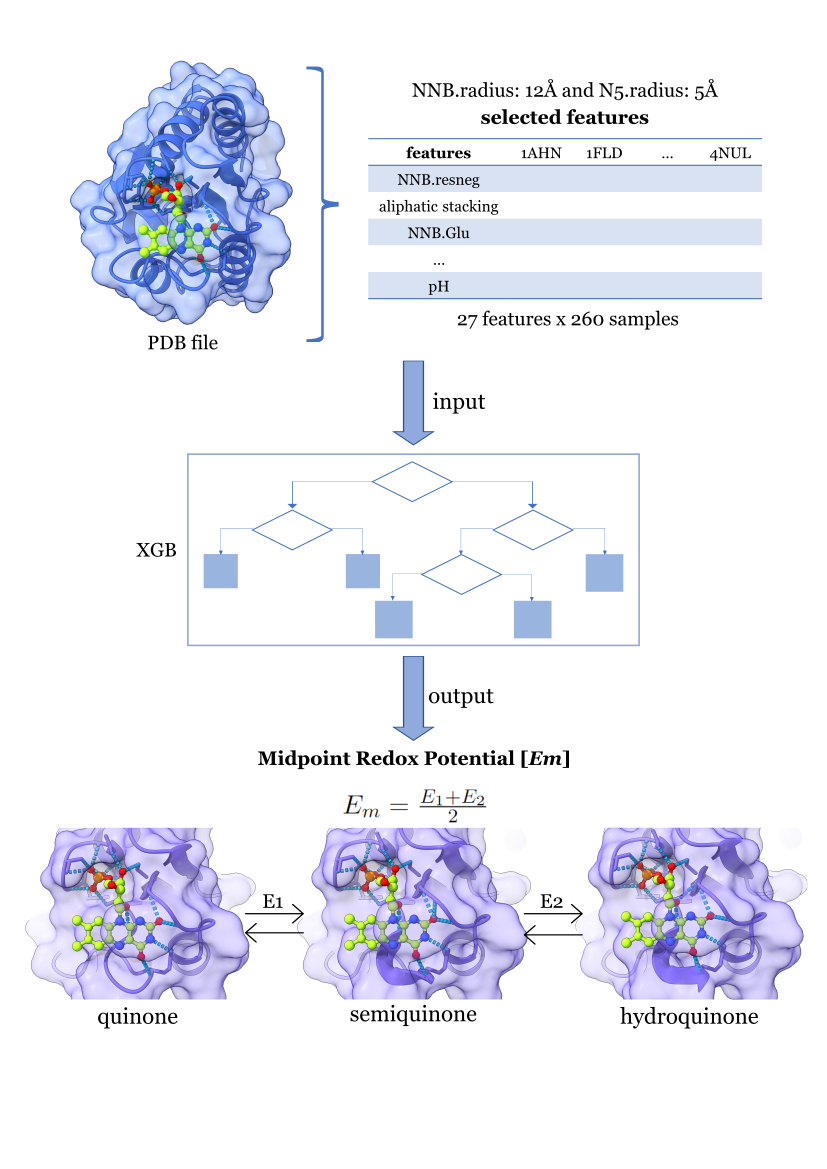 NNB.radius: 12Å and N5.radius: 5Å
selected features
features 1AHN 1FLD ... 4NUL
NNB.resneg
aliphatic stacking
NNB.Glu
...
pH
27 features x 260 samples
PDB file
input
XGB
output
Midpoint Redox Potential [Em]
E_m = \frac{E_1+E_2}{2}
E1
E2
quinone
semiquinone
hydroquinone